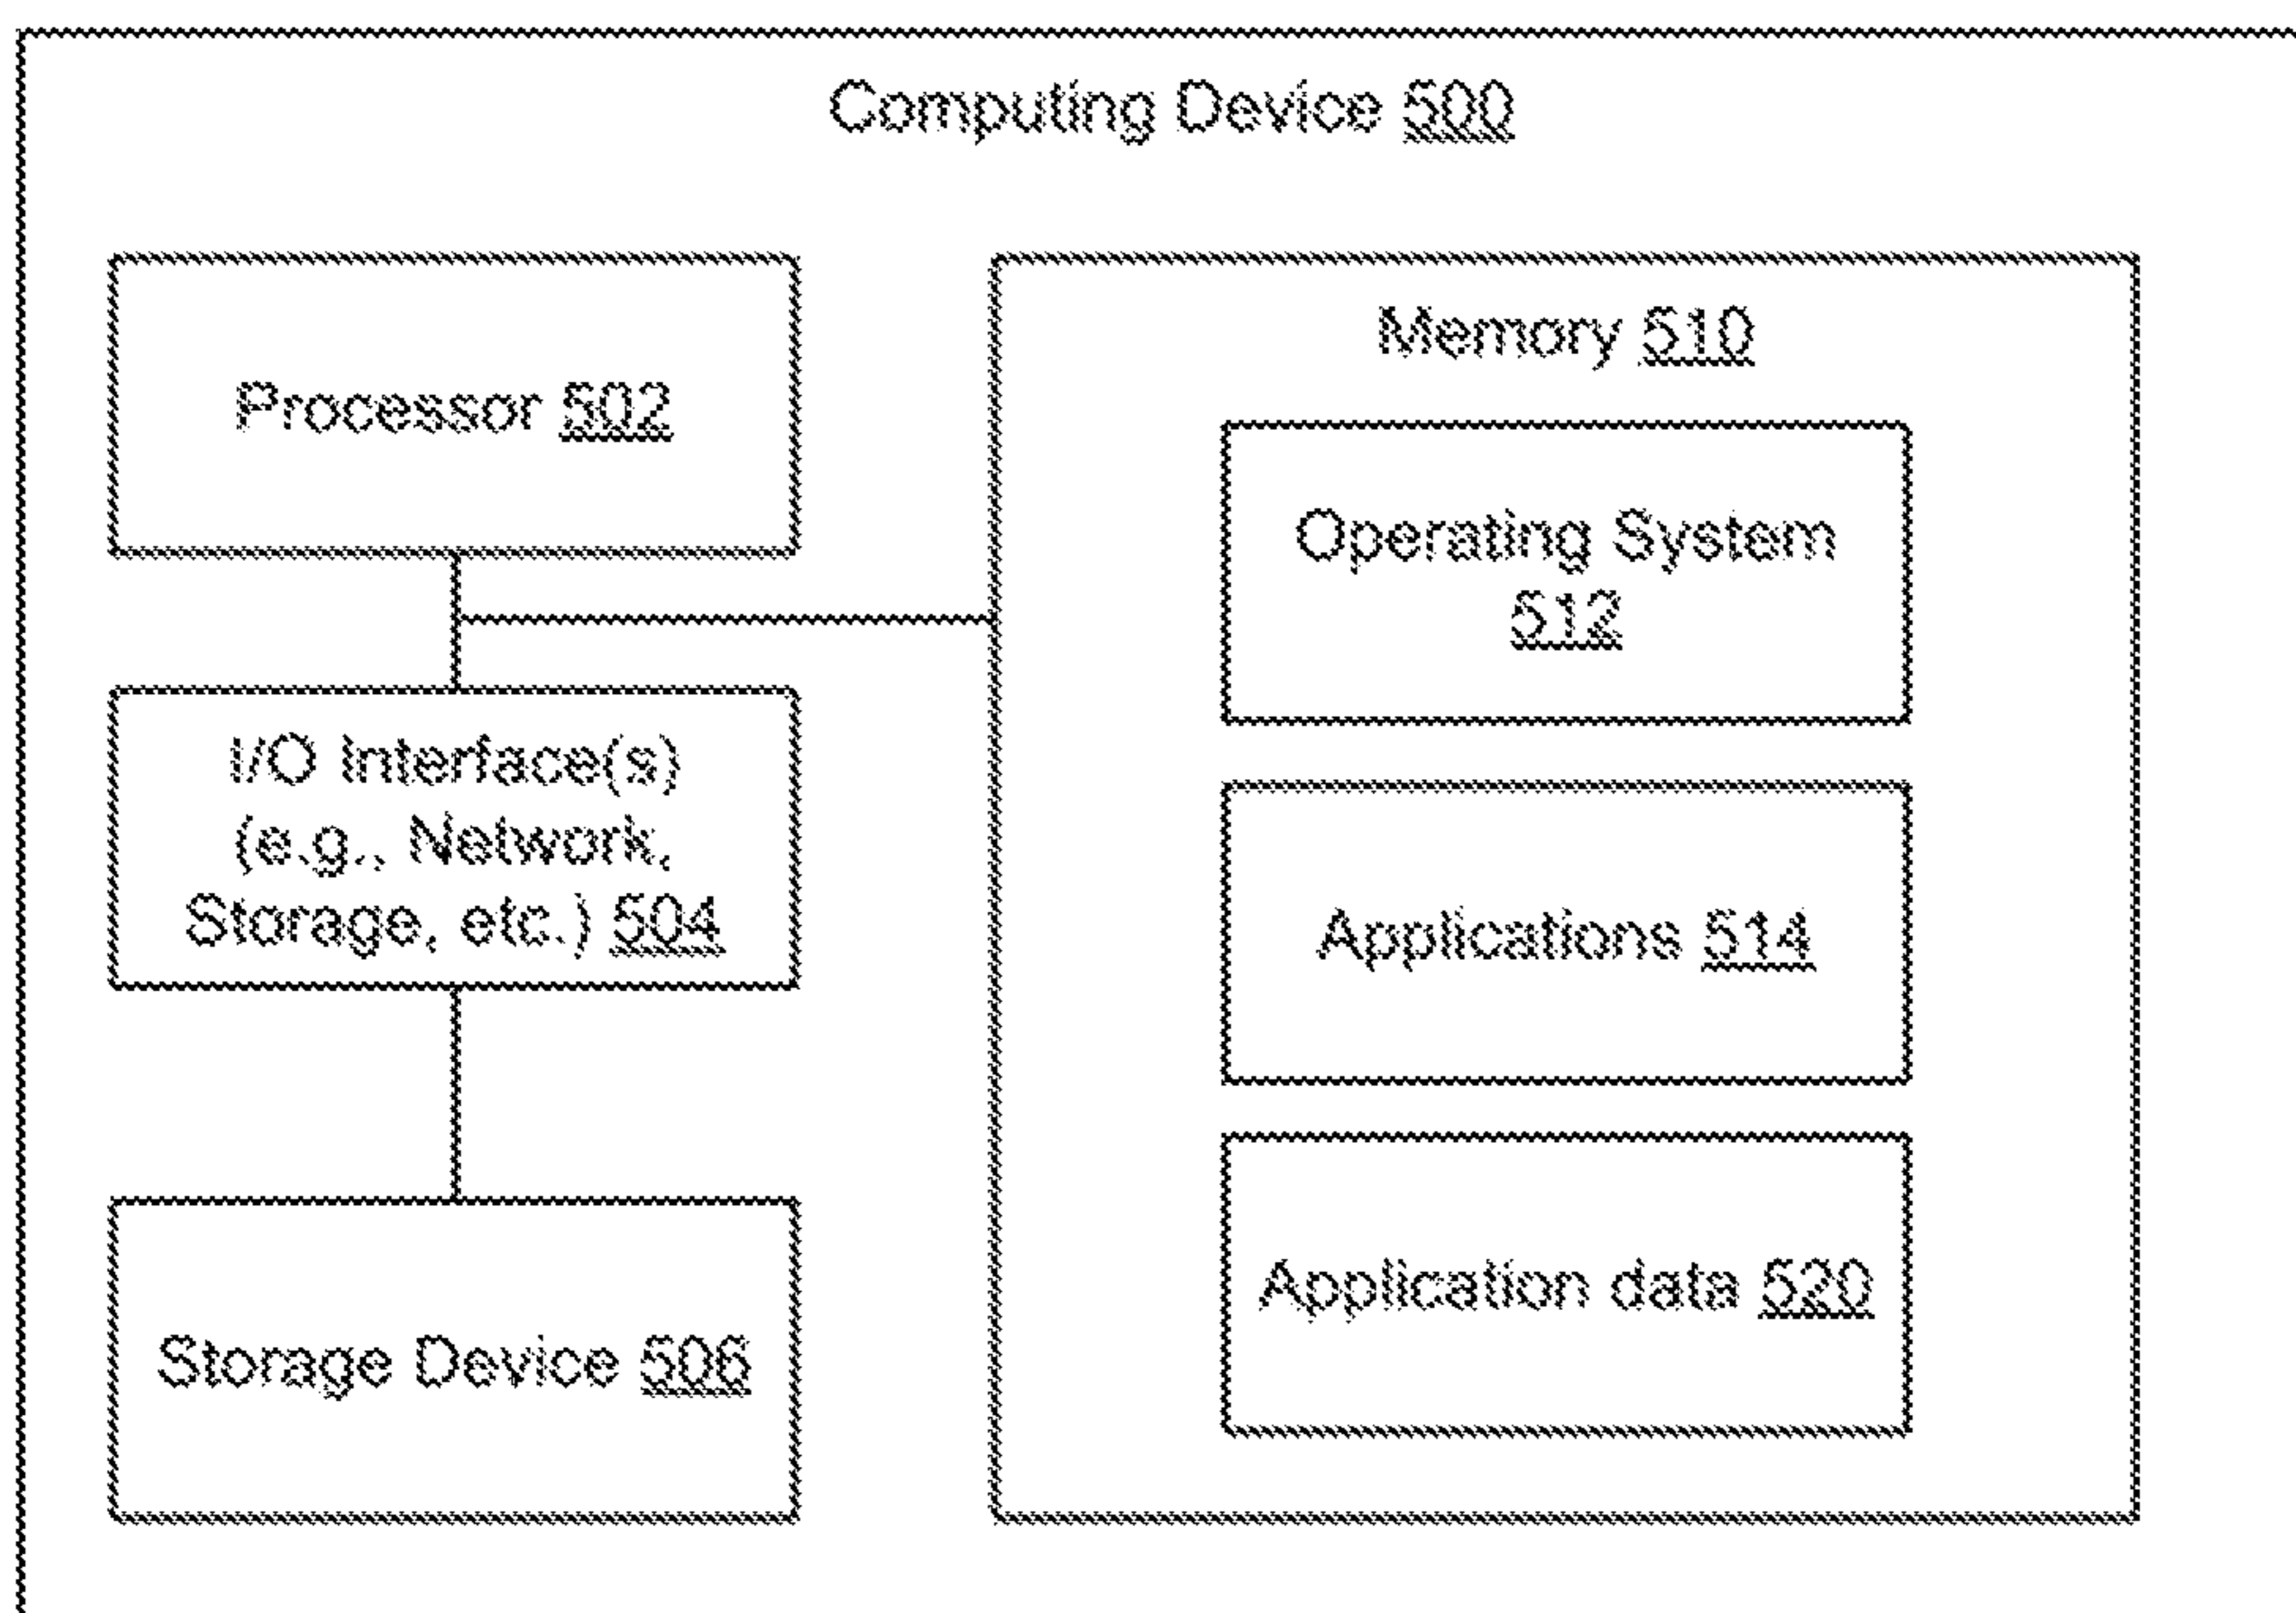 Computing Device 500
Processor 502
I/O Interface(s)
(e.g., Network,
Storage, etc.) 504
Storage Device 506
Memory 510
Operating System
512
Applications 514
Application data 520